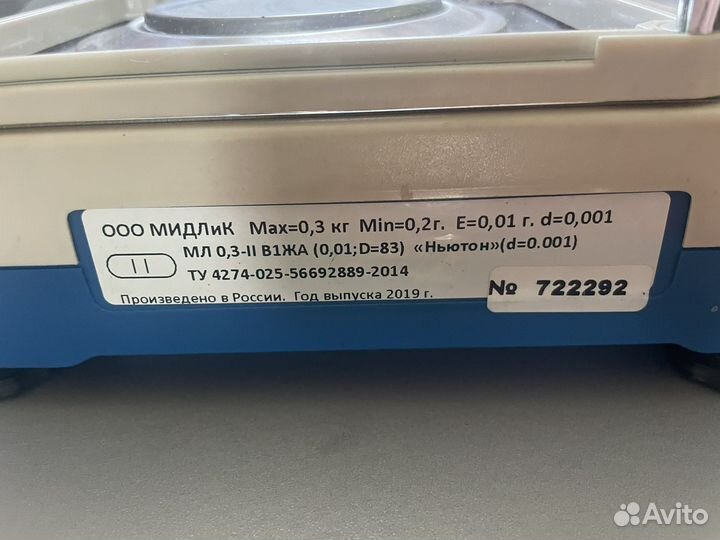 ООО МИДЛиК Max=0,3 кг Min=0,2г. E=0,01 г. d=0,001
МЛ 0,3-II В1ЖА (0,01;D=83) «Ньютон»(d=0.001)
II
ТУ 4274-025-56692889-2014
Произведено в России. Год выпуска 2019 г.
№ 722292
Avito